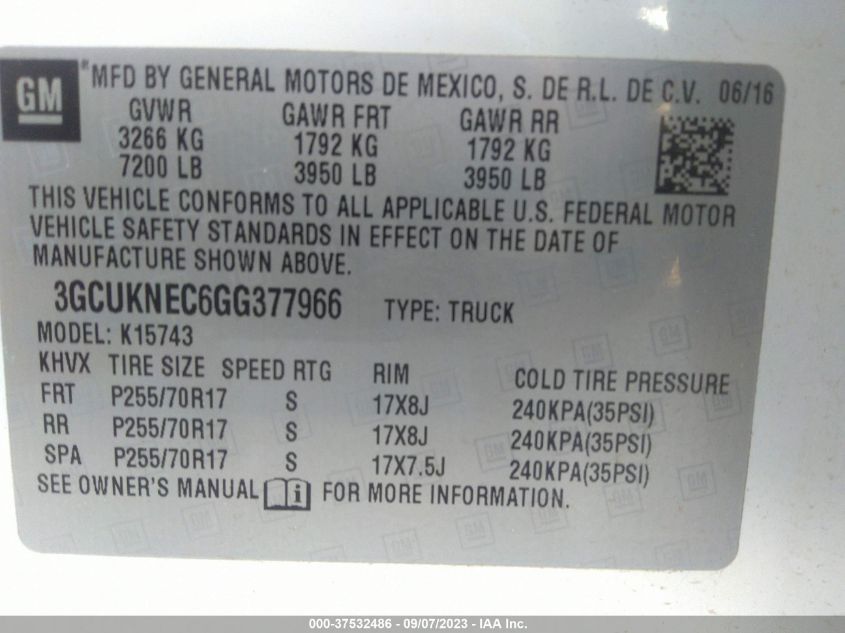 GM
MFD BY GENERAL MOTORS DE MEXICO, S. DE R.L. DE C.V. 06/16
GVWR GAWR FRT GAWR RR
3266 KG 1792 KG 1792 KG
7200 LB 3950 LB 3950 LB
THIS VEHICLE CONFORMS TO ALL APPLICABLE U.S. FEDERAL MOTOR
VEHICLE SAFETY STANDARDS IN EFFECT ON THE DATE OF
MANUFACTURE SHOWN ABOVE.
3GCUKNEC6GG377966 TYPE: TRUCK
MODEL: K15743
KHVX TIRE SIZE SPEED RTG RIM COLD TIRE PRESSURE
FRT P255/70R17 S 17X8J 240KPA(35PSI)
RR P255/70R17 S 17X8J 240KPA(35PSI)
SPA P255/70R17 S 17X7.5J 240KPA(35PSI)
SEE OWNER'S MANUAL i FOR MORE INFORMATION.
000-37532486 - 09/07/2023 - IAA Inc.